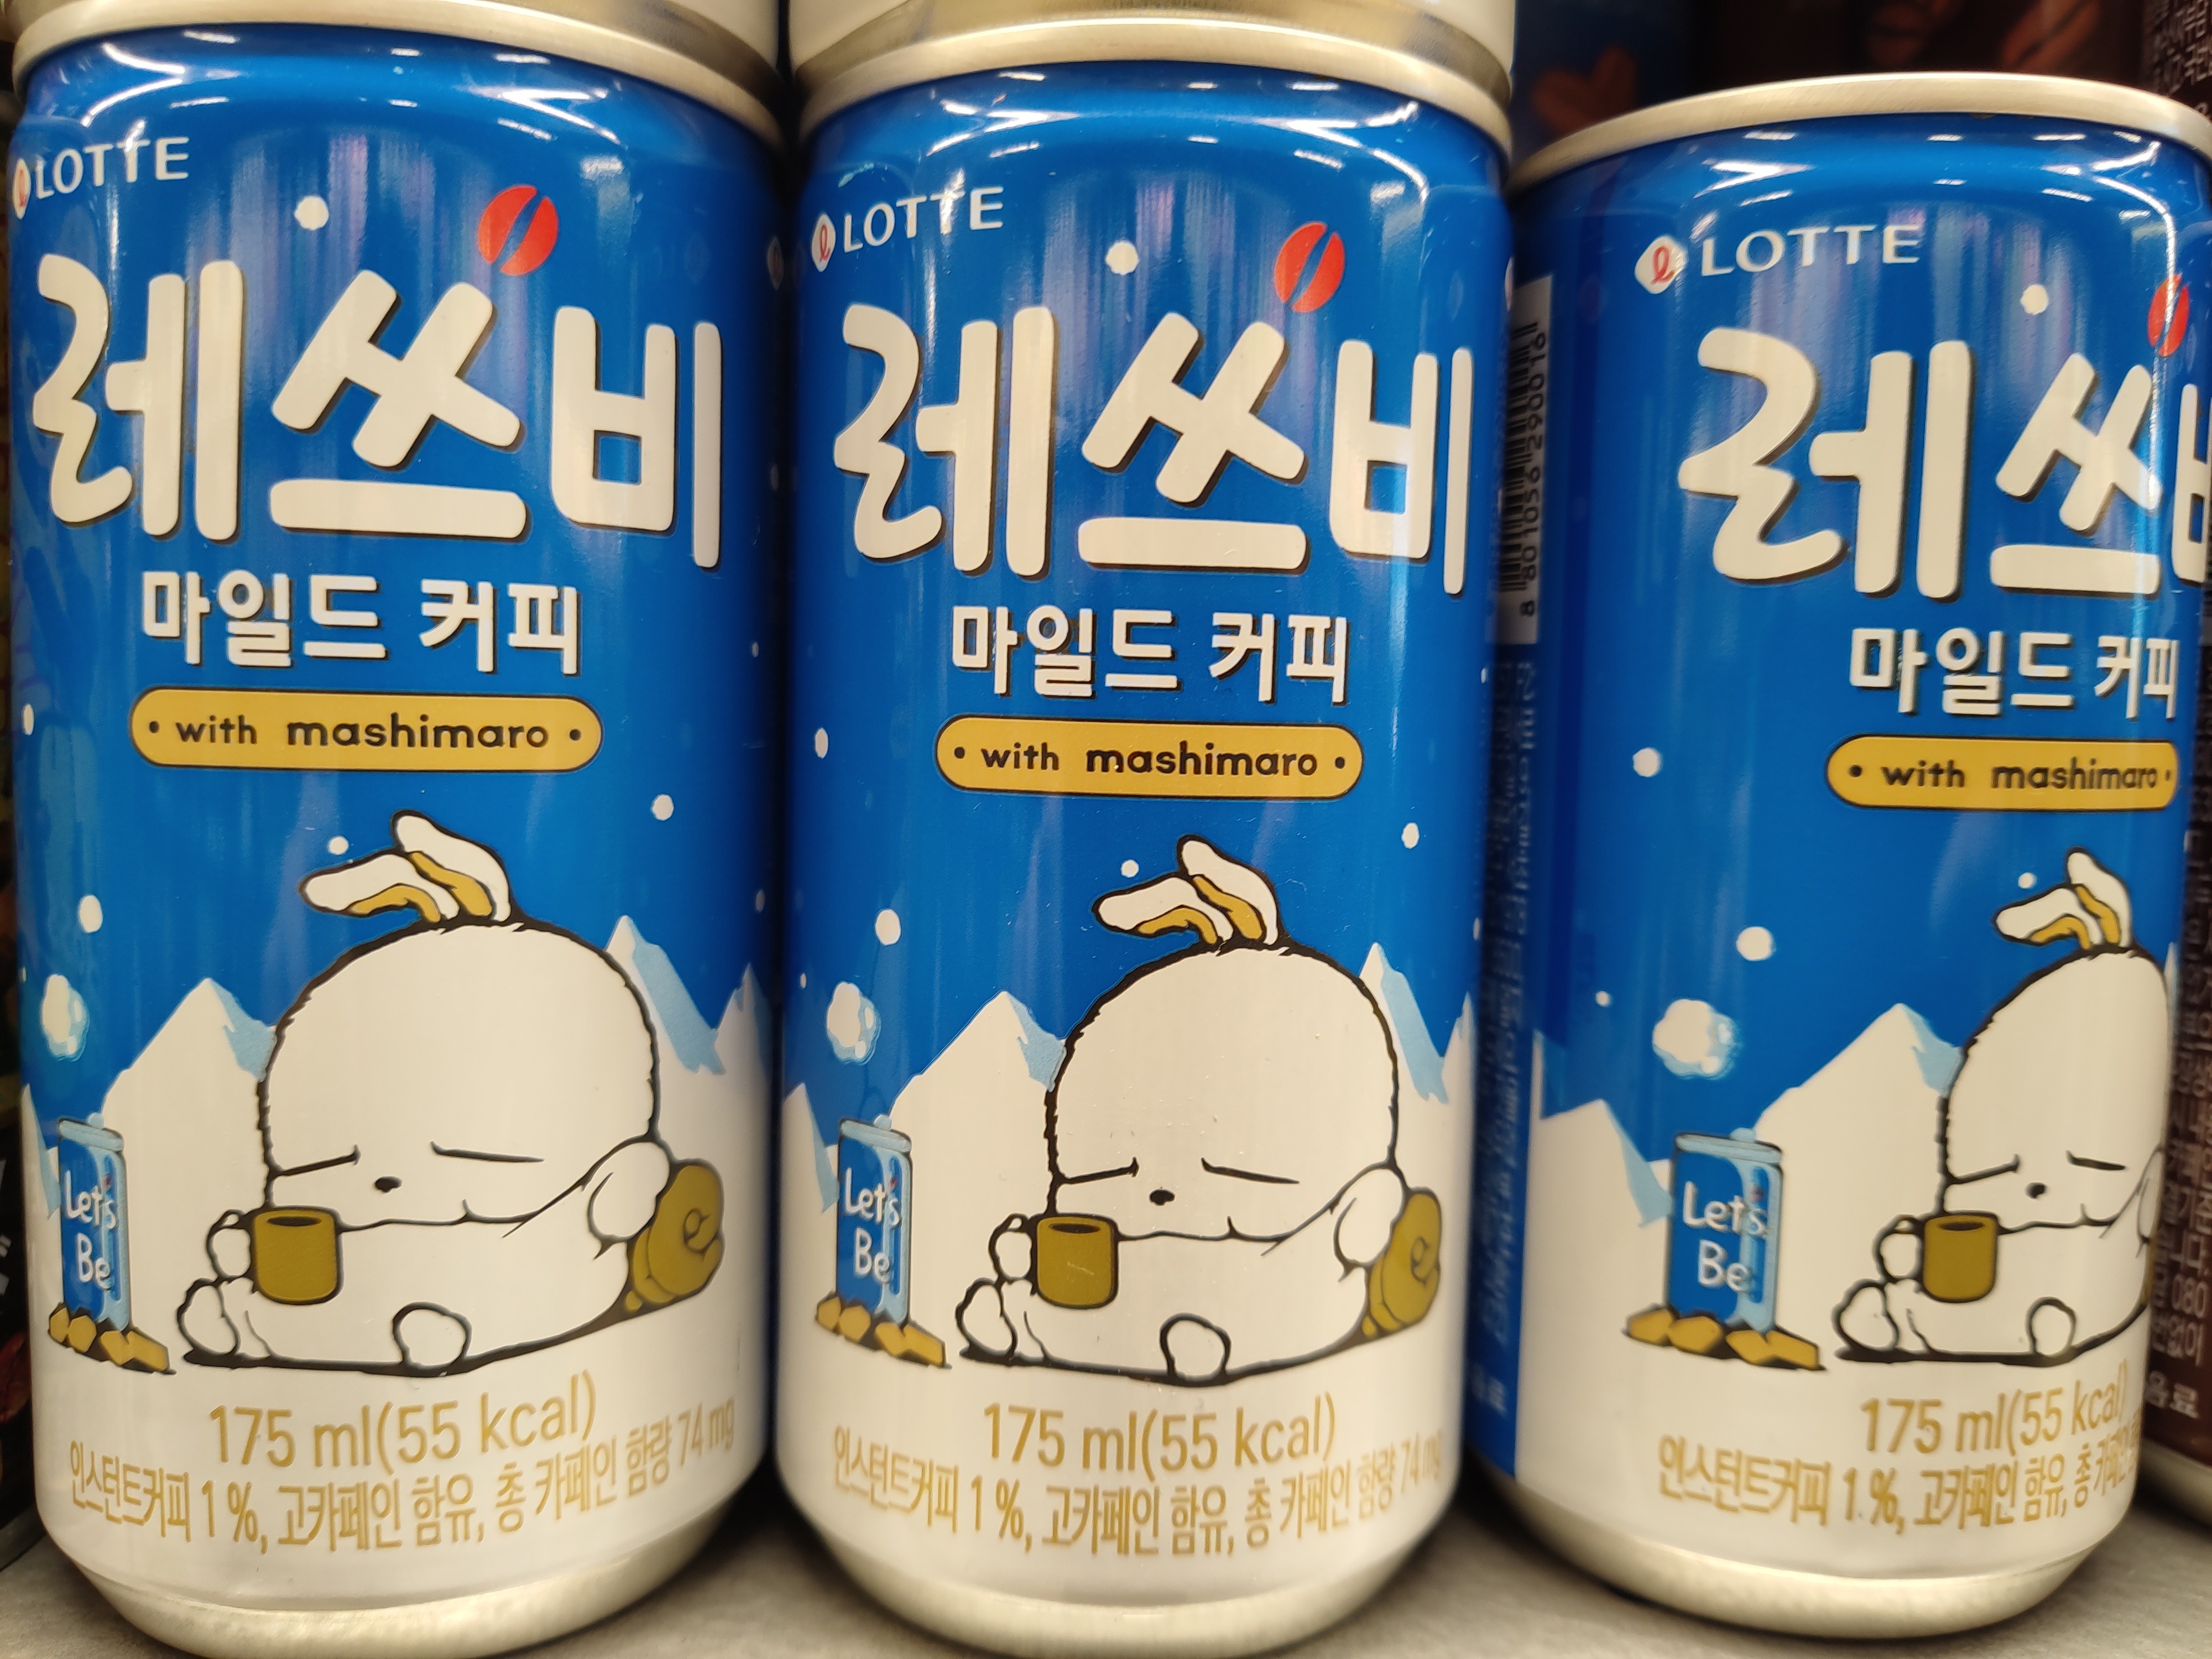 LOTTE
레쓰비
마일드 커피
• with mashimaro •
Let's
Be
175 ml(55 kcal)
인스턴트커피 1 %, 고카페인 함유, 총 카페인 함량 74 mg
LOTTE
레쓰비
마일드 커피
• with mashimaro •
Let's
Be
175 ml(55 kcal)
인스턴트커피 1 %, 고카페인 함유, 총 카페인 함량 74 mg
8 801056 290016
LOTTE
레쓰비
마일드 커피
• with mashimaro •
Let's
Be
175 ml(55 kcal)
인스턴트커피 1 %, 고카페인 함유, 총